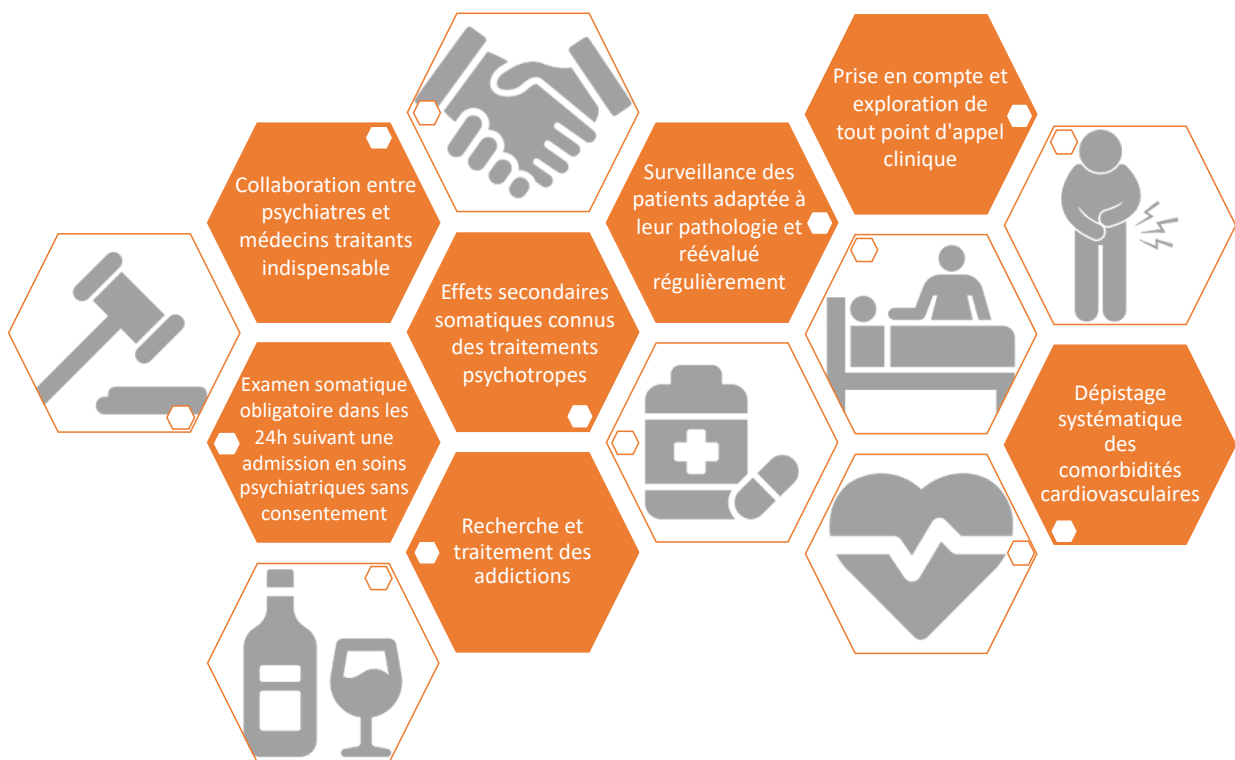 Collaboration entre
psychiatres et
médecins traitants
indispensable
Examen somatique
obligatoire dans les
24h suivant une
admission en soins
psychiatriques sans
consentement
Effets secondaires
somatiques connus
des traitements
psychotropes
Recherche et
traitement des
addictions
Surveillance des
patients adaptée à
leur pathologie et
réévalué
régulièrement
Prise en compte et
exploration de
tout point d'appel
clinique
Dépistage
systématique
des
comorbidités
cardiovasculaires